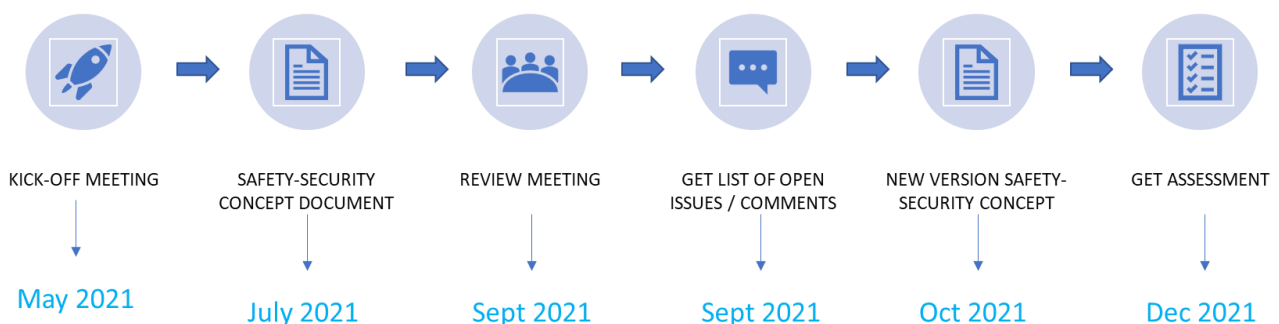 KICK-OFF MEETING
SAFETY-SECURITY
CONCEPT DOCUMENT
REVIEW MEETING
GET LIST OF OPEN
ISSUES / COMMENTS
NEW VERSION SAFETY-
SECURITY CONCEPT
GET ASSESSMENT
May 2021
July 2021
Sept 2021
Sept 2021
Oct 2021
Dec 2021